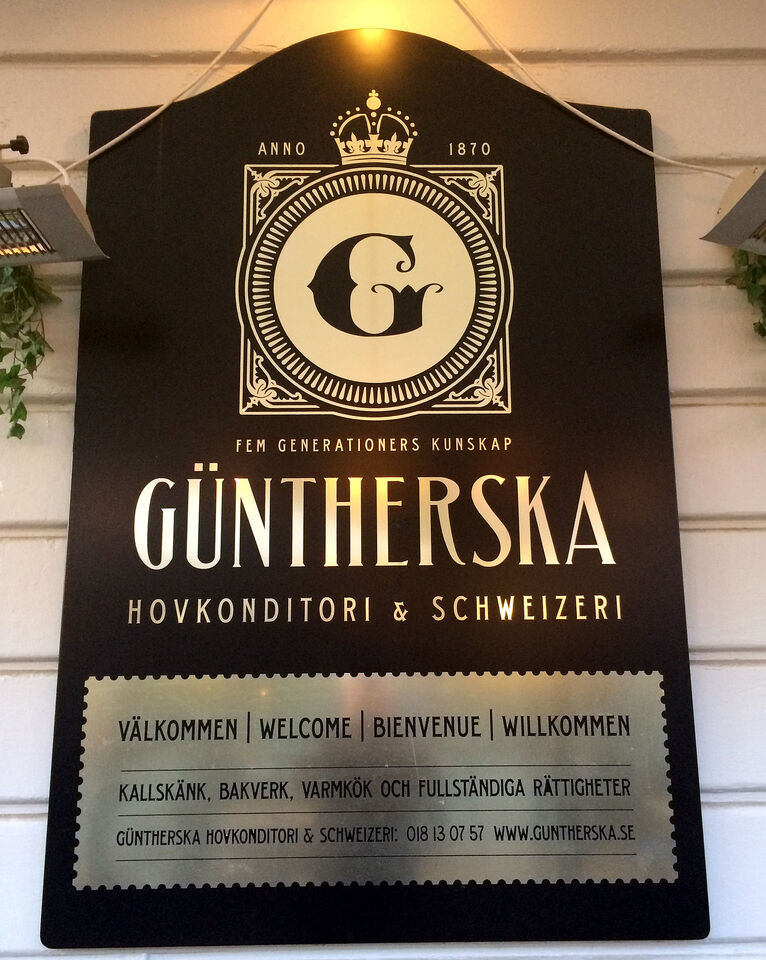 ANNO 1870
G
FEM GENERATIONERS KUNSKAP
GÜNTHERSKA
HOVKONDITORI & SCHWEIZERI
VÄLKOMMEN | WELCOME | BIENVENUE | WILLKOMMEN
KALLSKÄNK, BAKVERK, VARMKÖK OCH FULLSTÄNDIGA RÄTTIGHETER
GÜNTHERSKA HOVKONDITORI & SCHWEIZERI: 018 13 07 57 WWW.GUNTHERSKA.SE